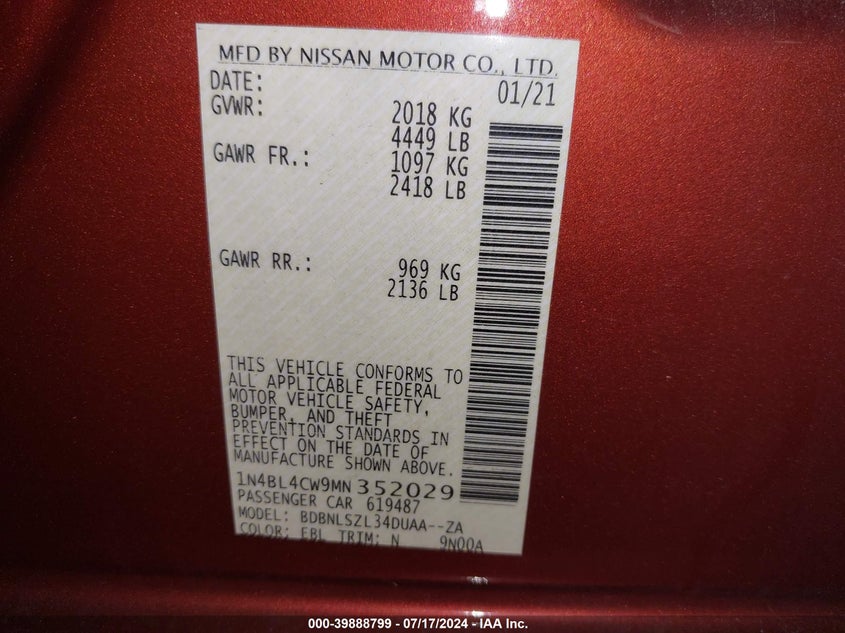 MFD BY NISSAN MOTOR CO., LTD.
DATE: 01/21
GVWR: 2018 KG
4449 LB
GAWR FR.: 1097 KG
2418 LB
GAWR RR.: 969 KG
2136 LB
THIS VEHICLE CONFORMS TO
ALL APPLICABLE FEDERAL
MOTOR VEHICLE SAFETY,
BUMPER, AND THEFT
PREVENTION STANDARDS IN
EFFECT ON THE DATE OF
MANUFACTURE SHOWN ABOVE.
1N4BL4CW9MN352029
PASSENGER CAR 619487
MODEL: BDBNLSZL34DUAA--ZA
COLOR: EBL TRIM: N 9N00A
000-39888799 - 07/17/2024 - IAA Inc.